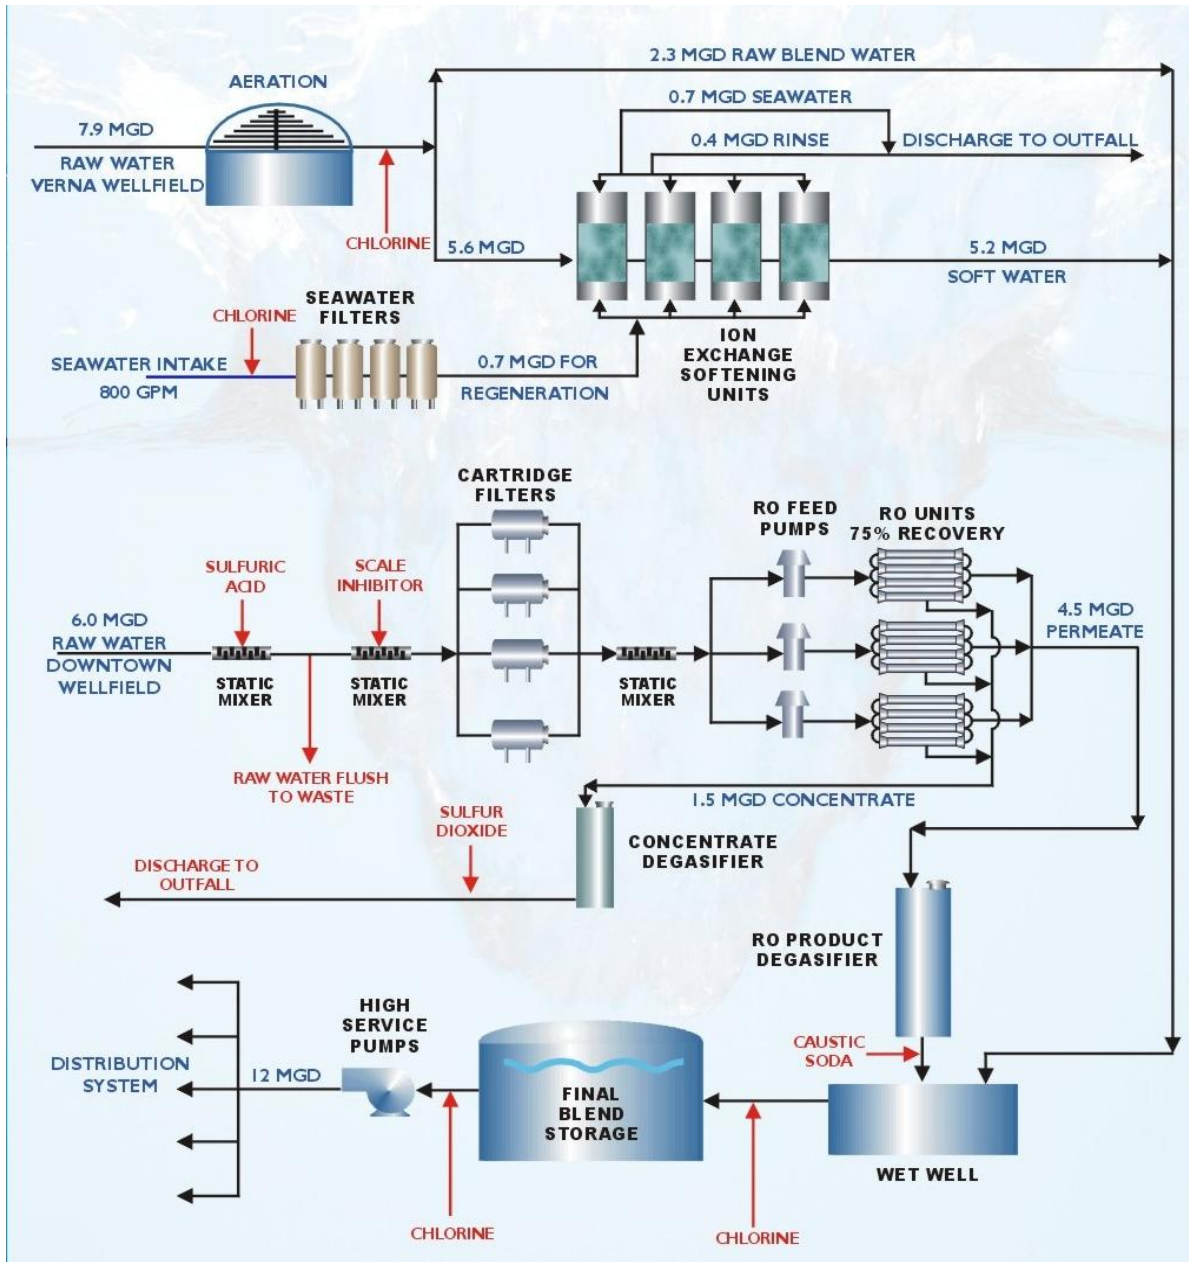 2.3 MGD RAW BLEND WATER
AERATION
0.7 MGD SEAWATER
7.9 MGD
0.4 MGD RINSE
DISCHARGE TO OUTFALL
RAW WATER
VERNA WELLFIELD
CHLORINE
5.6 MGD
5.2 MGD
SOFT WATER
SEAWATER
FILTERS
CHLORINE
ION
EXCHANGE
SOFTENING
UNITS
SEAWATER INTAKE
800 GPM
0.7 MGD FOR
REGENERATION
CARTRIDGE
FILTERS
RO FEED
PUMPS
RO UNITS
75% RECOVERY
SULFURIC
ACID
SCALE
INHIBITOR
6.0 MGD
RAW WATER
DOWNTOWN
WELLFIELD
4.5 MGD
PERMEATE
STATIC
MIXER
STATIC
MIXER
STATIC
MIXER
RAW WATER FLUSH
TO WASTE
1.5 MGD CONCENTRATE
SULFUR
DIOXIDE
CONCENTRATE
DEGASIFIER
DISCHARGE TO
OUTFALL
RO PRODUCT
DEGASIFIER
HIGH
SERVICE
PUMPS
CAUSTIC
SODA
DISTRIBUTION
SYSTEM
12 MGD
FINAL
BLEND
STORAGE
WET WELL
CHLORINE
CHLORINE